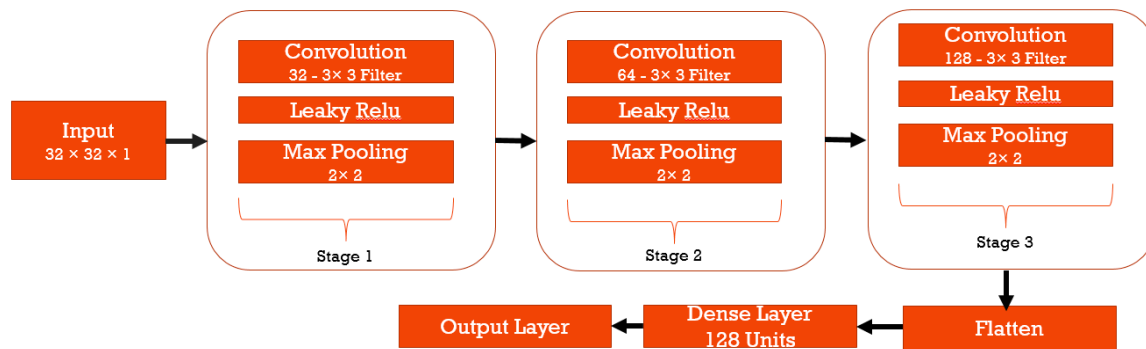 Input
32 × 32 × 1
Convolution
32 - 3× 3 Filter
Leaky Relu
Max Pooling
2× 2
Stage 1
Convolution
64 - 3× 3 Filter
Leaky Relu
Max Pooling
2× 2
Stage 2
Convolution
128 - 3× 3 Filter
Leaky Relu
Max Pooling
2× 2
Stage 3
Flatten
Dense Layer
128 Units
Output Layer